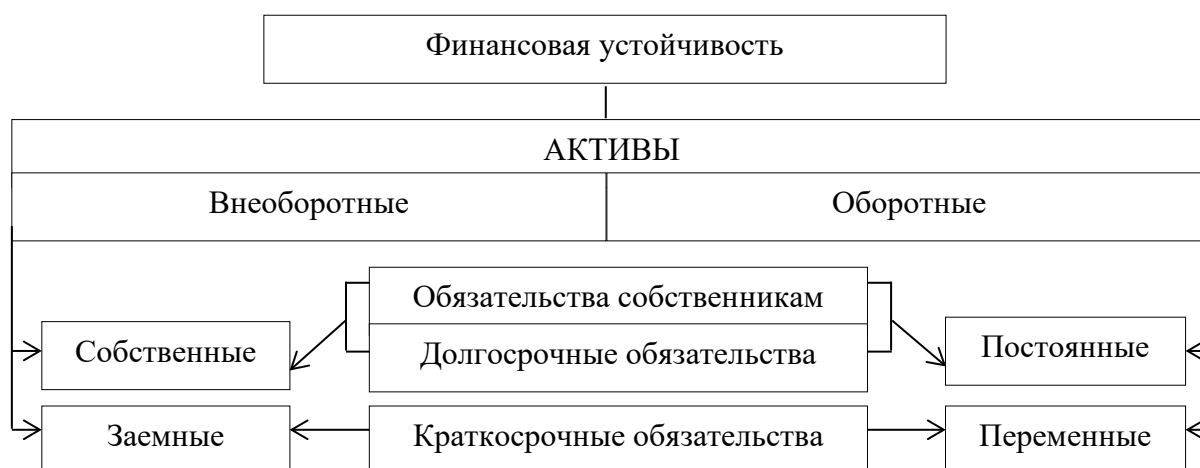 Финансовая устойчивость
АКТИВЫ
Внеоборотные
Оборотные
Обязательства собственникам
Собственные
Долгосрочные обязательства
Постоянные
Заемные
Краткосрочные обязательства
Переменные